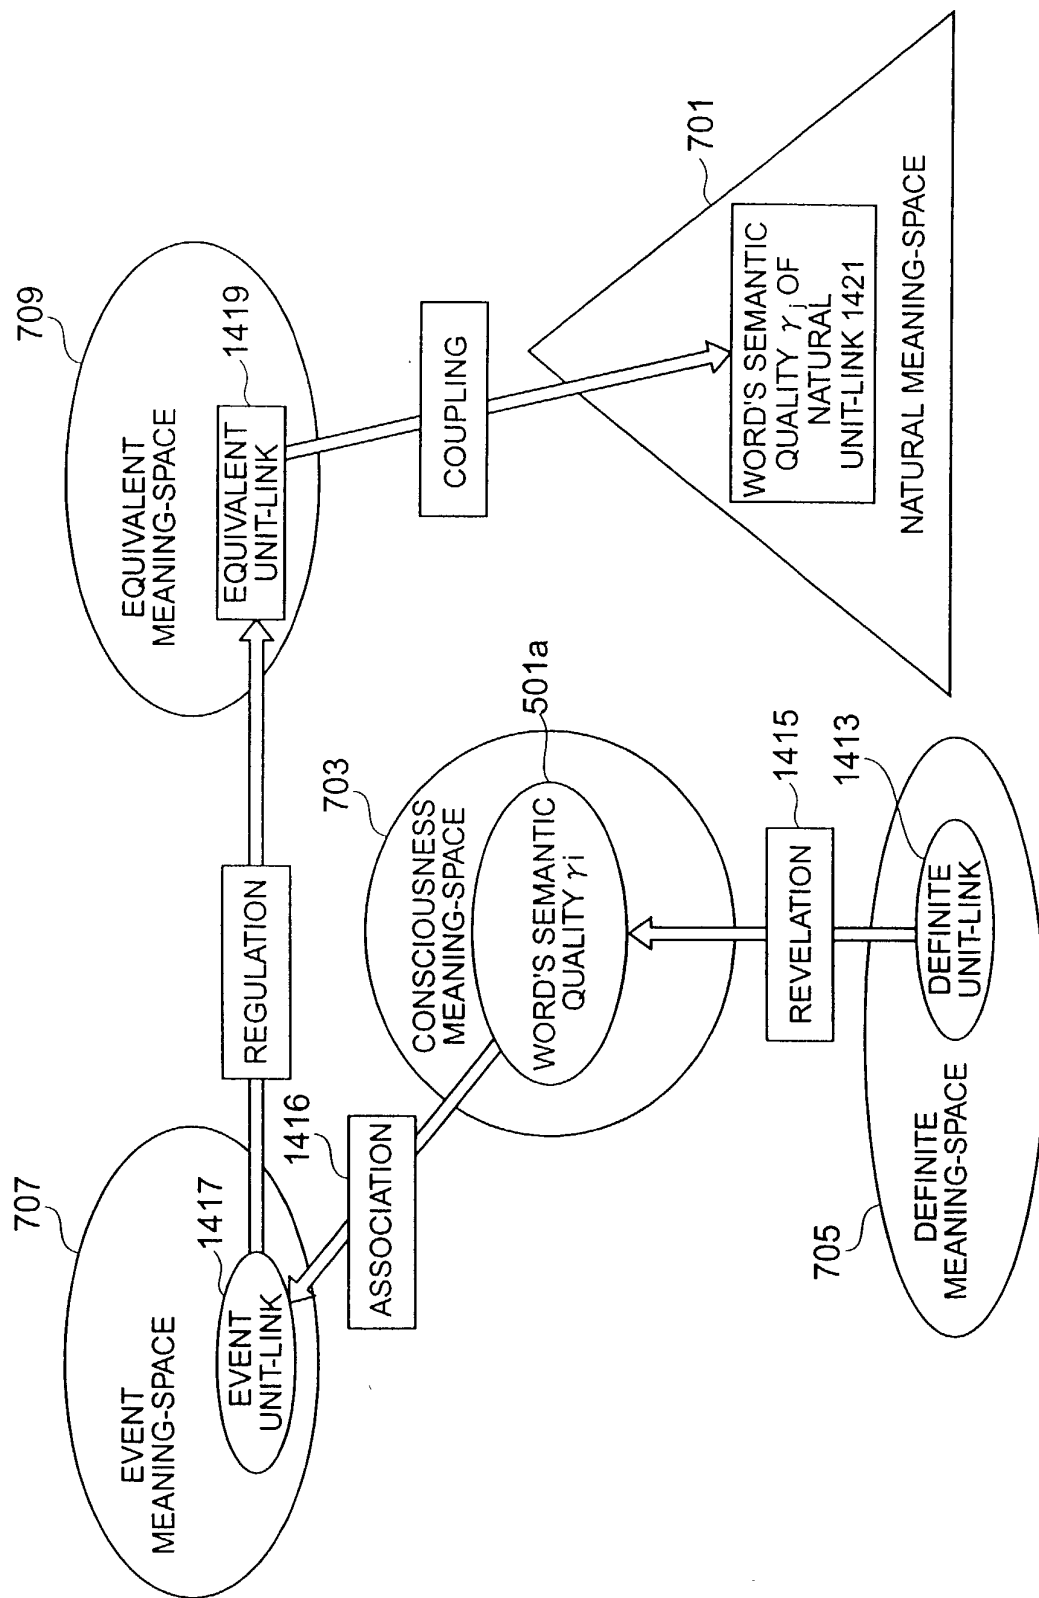 707
EVENT
MEANING-SPACE
1417
EVENT
UNIT-LINK
REGULATION
709
EQUIVALENT
MEANING-SPACE
1419
EQUIVALENT
UNIT-LINK
1416
ASSOCIATION
703
CONSCIOUSNESS
MEANING-SPACE
501a
WORD'S SEMANTIC
QUALITY γi
COUPLING
701
WORD'S SEMANTIC
QUALITY γj OF
NATURAL
UNIT-LINK 1421
NATURAL MEANING-SPACE
1415
REVELATION
1413
DEFINITE
UNIT-LINK
705
DEFINITE
MEANING-SPACE